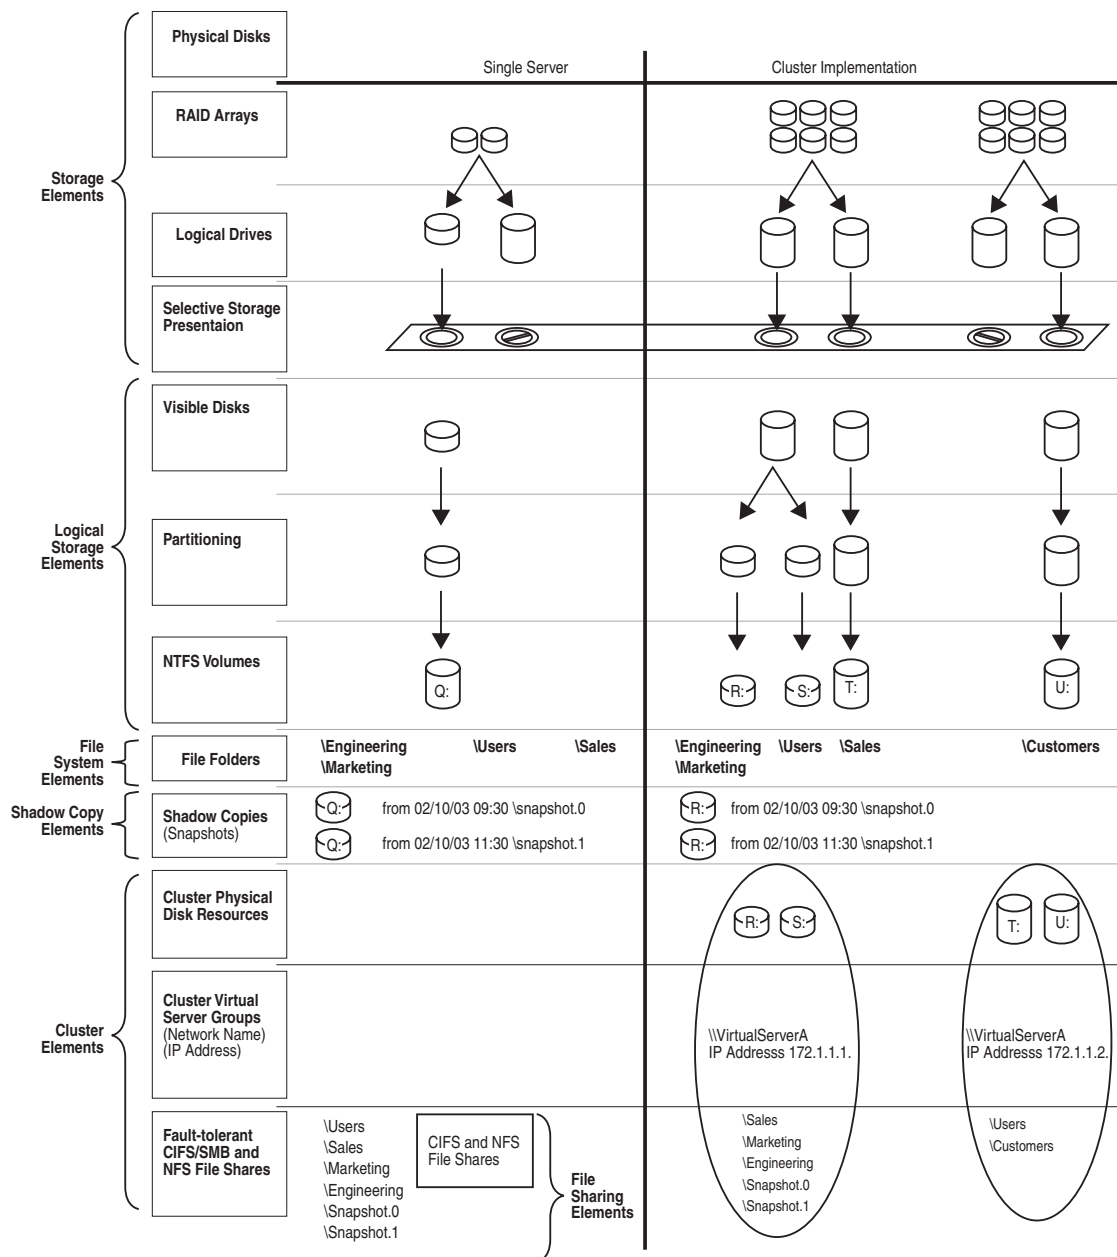 Physical Disks
Single Server
Cluster Implementation
RAID Arrays
Storage
Elements
Logical Drives
Selective Storage
Presentaion
Visible Disks
Logical
Storage
Elements
Partitioning
NTFS Volumes
Q:
R:
S:
T:
U:
File
System
Elements
File Folders
\Engineering
\Marketing
\Users
\Sales
\Engineering
\Marketing
\Users
\Sales
\Customers
Shadow Copy
Elements
Shadow Copies
(Snapshots)
Q:
from 02/10/03 09:30 \snapshot.0
Q:
from 02/10/03 11:30 \snapshot.1
R:
from 02/10/03 09:30 \snapshot.0
R:
from 02/10/03 11:30 \snapshot.1
Cluster
Elements
Cluster Physical
Disk Resources
R:
S:
T:
U:
Cluster Virtual
Server Groups
(Network Name)
(IP Address)
\\VirtualServerA
IP Addresss 172.1.1.1.
\\VirtualServerA
IP Addresss 172.1.1.2.
Fault-tolerant
CIFS/SMB and
NFS File Shares
\Users
\Sales
\Marketing
\Engineering
\Snapshot.0
\Snapshot.1
CIFS and NFS
File Shares
File
Sharing
Elements
\Sales
\Marketing
\Engineering
\Snapshot.0
\Snapshot.1
\Users
\Customers